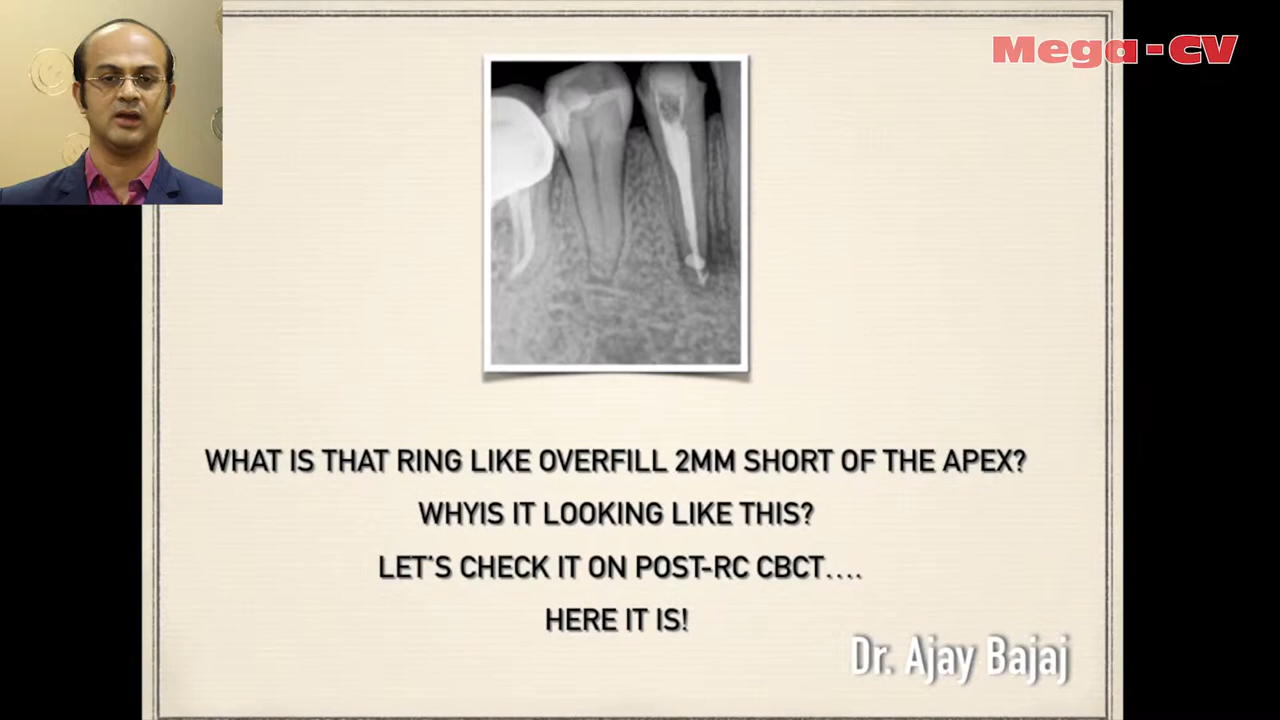 Mega-CV
WHAT IS THAT RING LIKE OVERFILL 2MM SHORT OF THE APEX?
WHYIS IT LOOKING LIKE THIS?
LET'S CHECK IT ON POST-RC CBCT....
HERE IT IS!
Dr. Ajay Bajaj